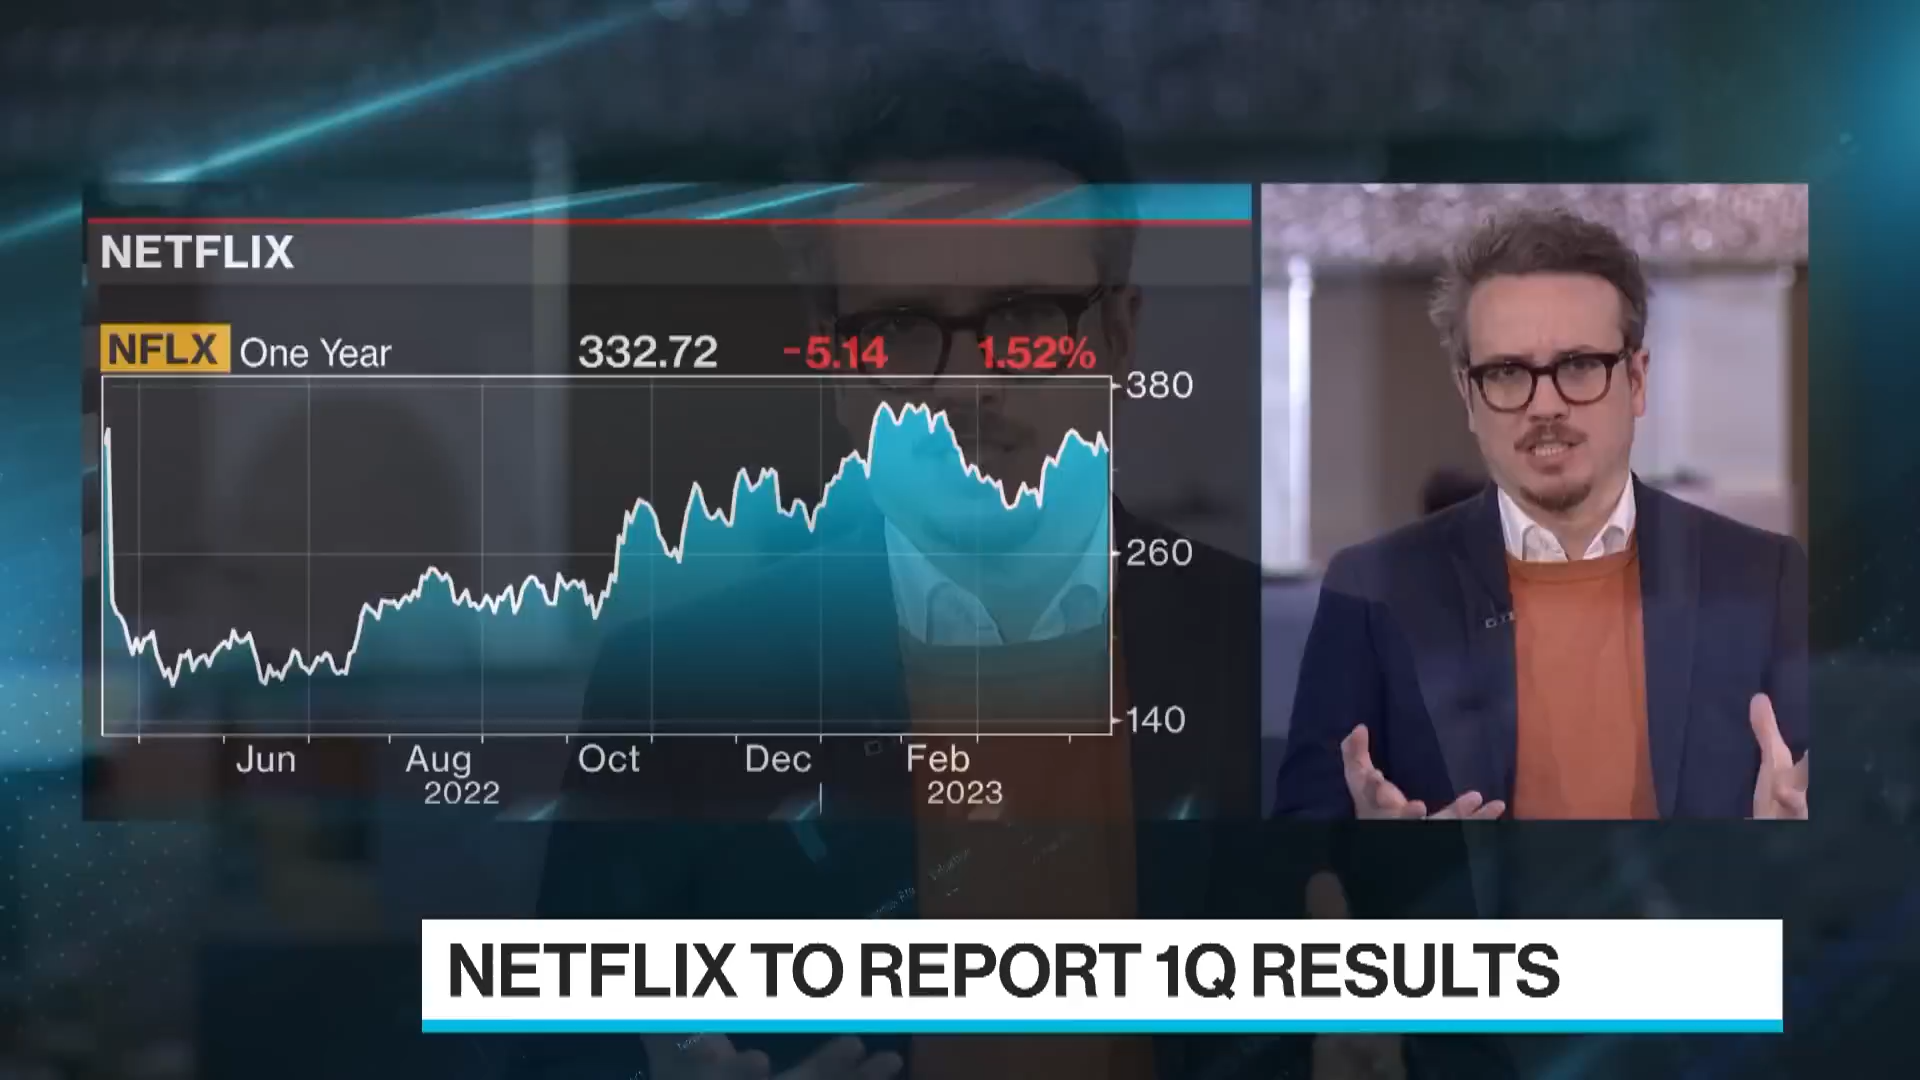 NETFLIX
NFLX One Year 332.72 -5.14 1.52%
380
260
140
Jun Aug Oct Dec Feb
2022 2023
NETFLIX TO REPORT 1Q RESULTS